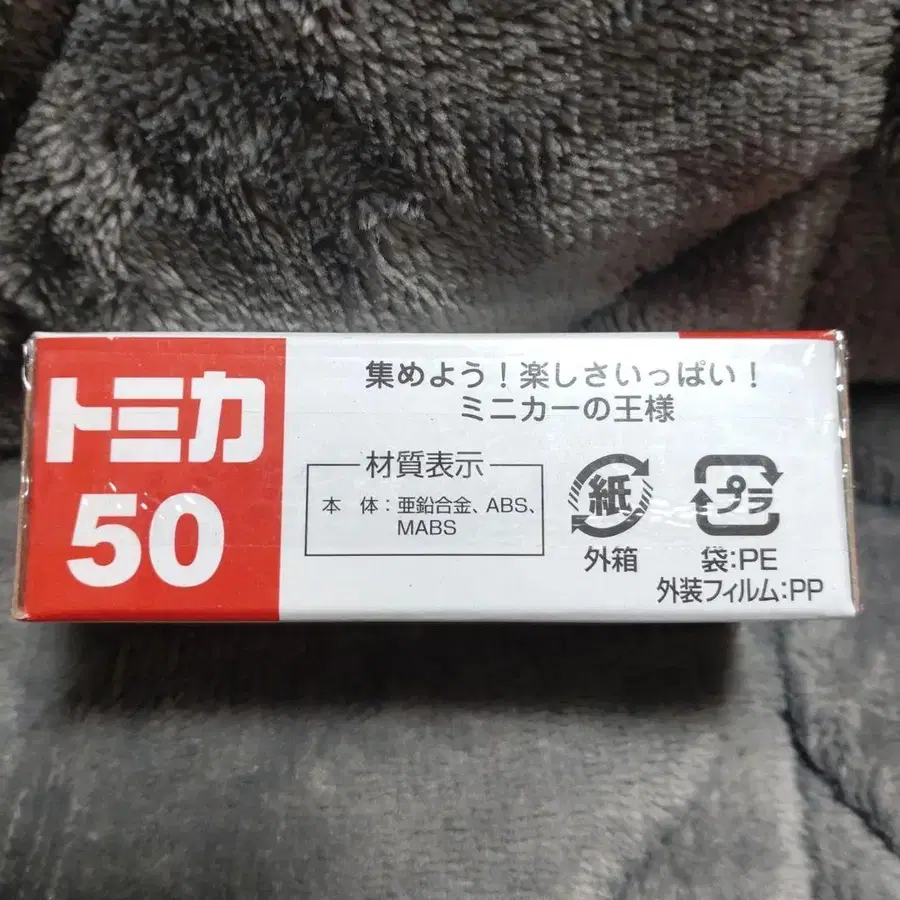 トミカ
50
集めよう！楽しさいっぱい！
ミニカーの王様
材質表示
本　体：亜鉛合金、ABS、
MABS
紙
外箱
プラ
袋:PE
外装フィルム:PP